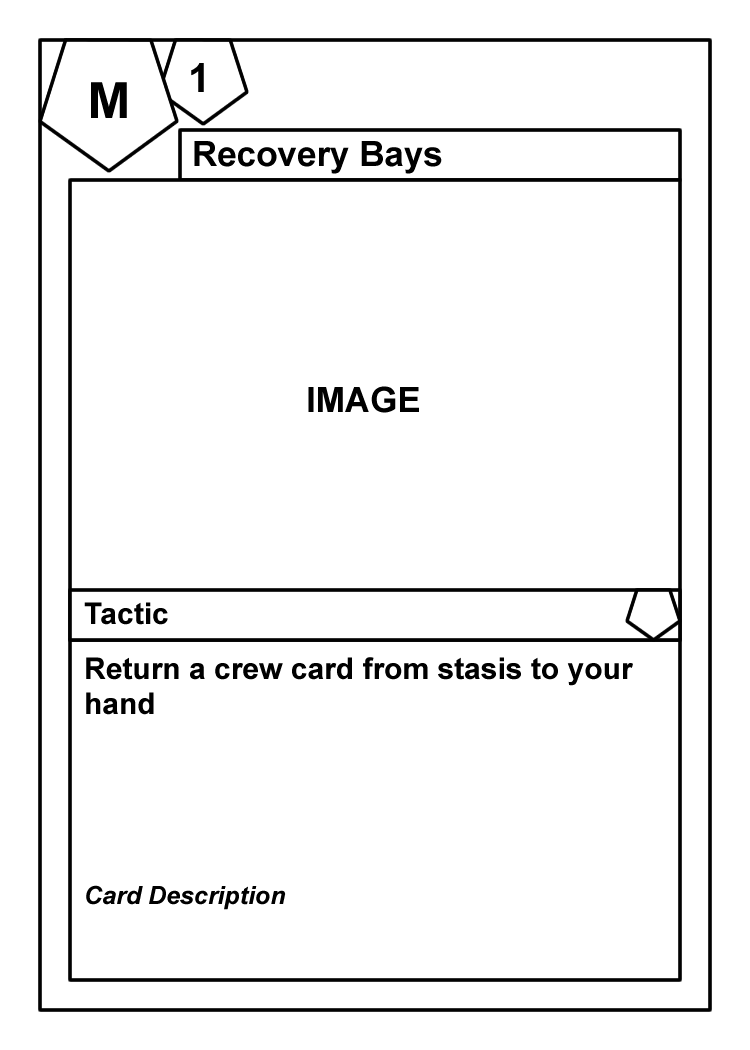 M
1
Recovery Bays
IMAGE
Tactic
Return a crew card from stasis to your
hand
Card Description